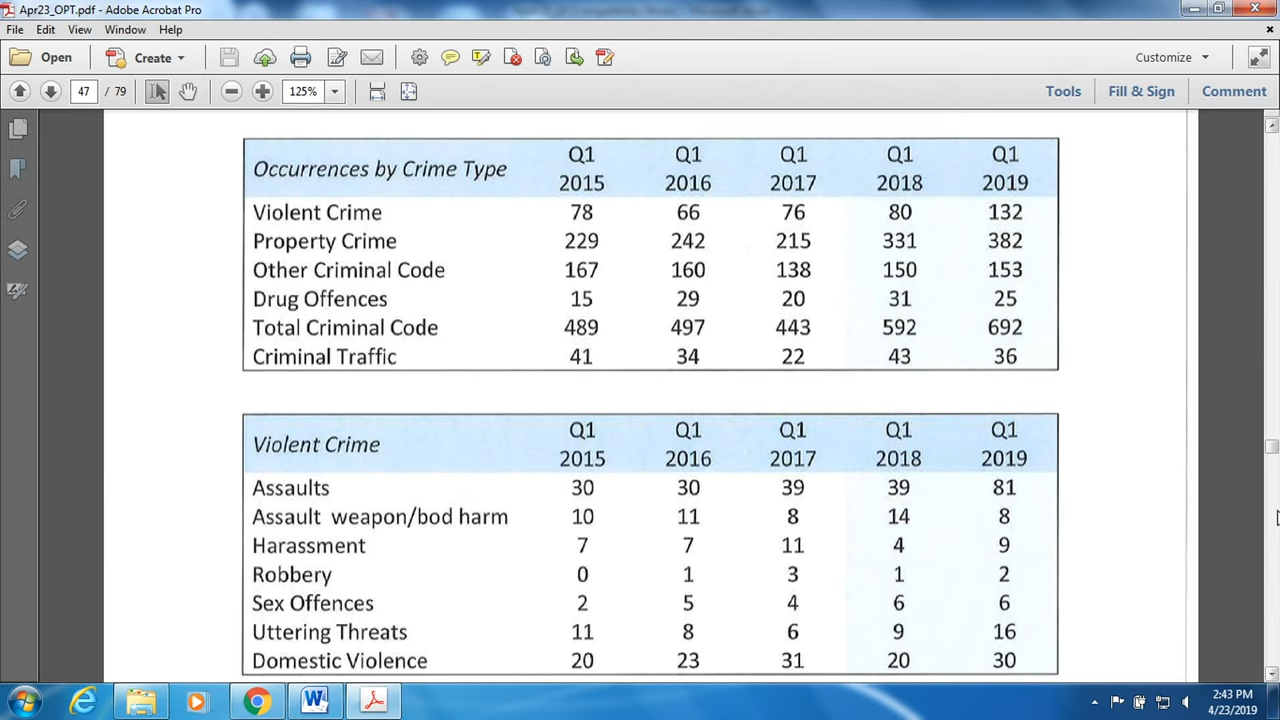 Apr23_OPT.pdf - Adobe Acrobat Pro
File Edit View Window Help
Open Create Customize
47 / 79 125% Tools Fill & Sign Comment
Occurrences by Crime Type Q1 2015 Q1 2016 Q1 2017 Q1 2018 Q1 2019
Violent Crime 78 66 76 80 132
Property Crime 229 242 215 331 382
Other Criminal Code 167 160 138 150 153
Drug Offences 15 29 20 31 25
Total Criminal Code 489 497 443 592 692
Criminal Traffic 41 34 22 43 36
Violent Crime Q1 2015 Q1 2016 Q1 2017 Q1 2018 Q1 2019
Assaults 30 30 39 39 81
Assault weapon/bod harm 10 11 8 14 8
Harassment 7 7 11 4 9
Robbery 0 1 3 1 2
Sex Offences 2 5 4 6 6
Uttering Threats 11 8 6 9 16
Domestic Violence 20 23 31 20 30
2:43 PM
4/23/2019